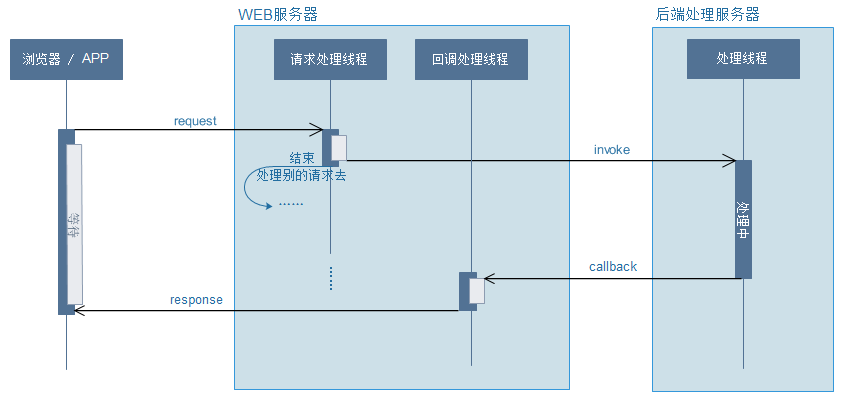 WEB服务器
后端处理服务器
浏览器 / APP
请求处理线程
回调处理线程
处理线程
request
invoke
结束
处理别的请求去
……
等待
处理中
callback
response
……